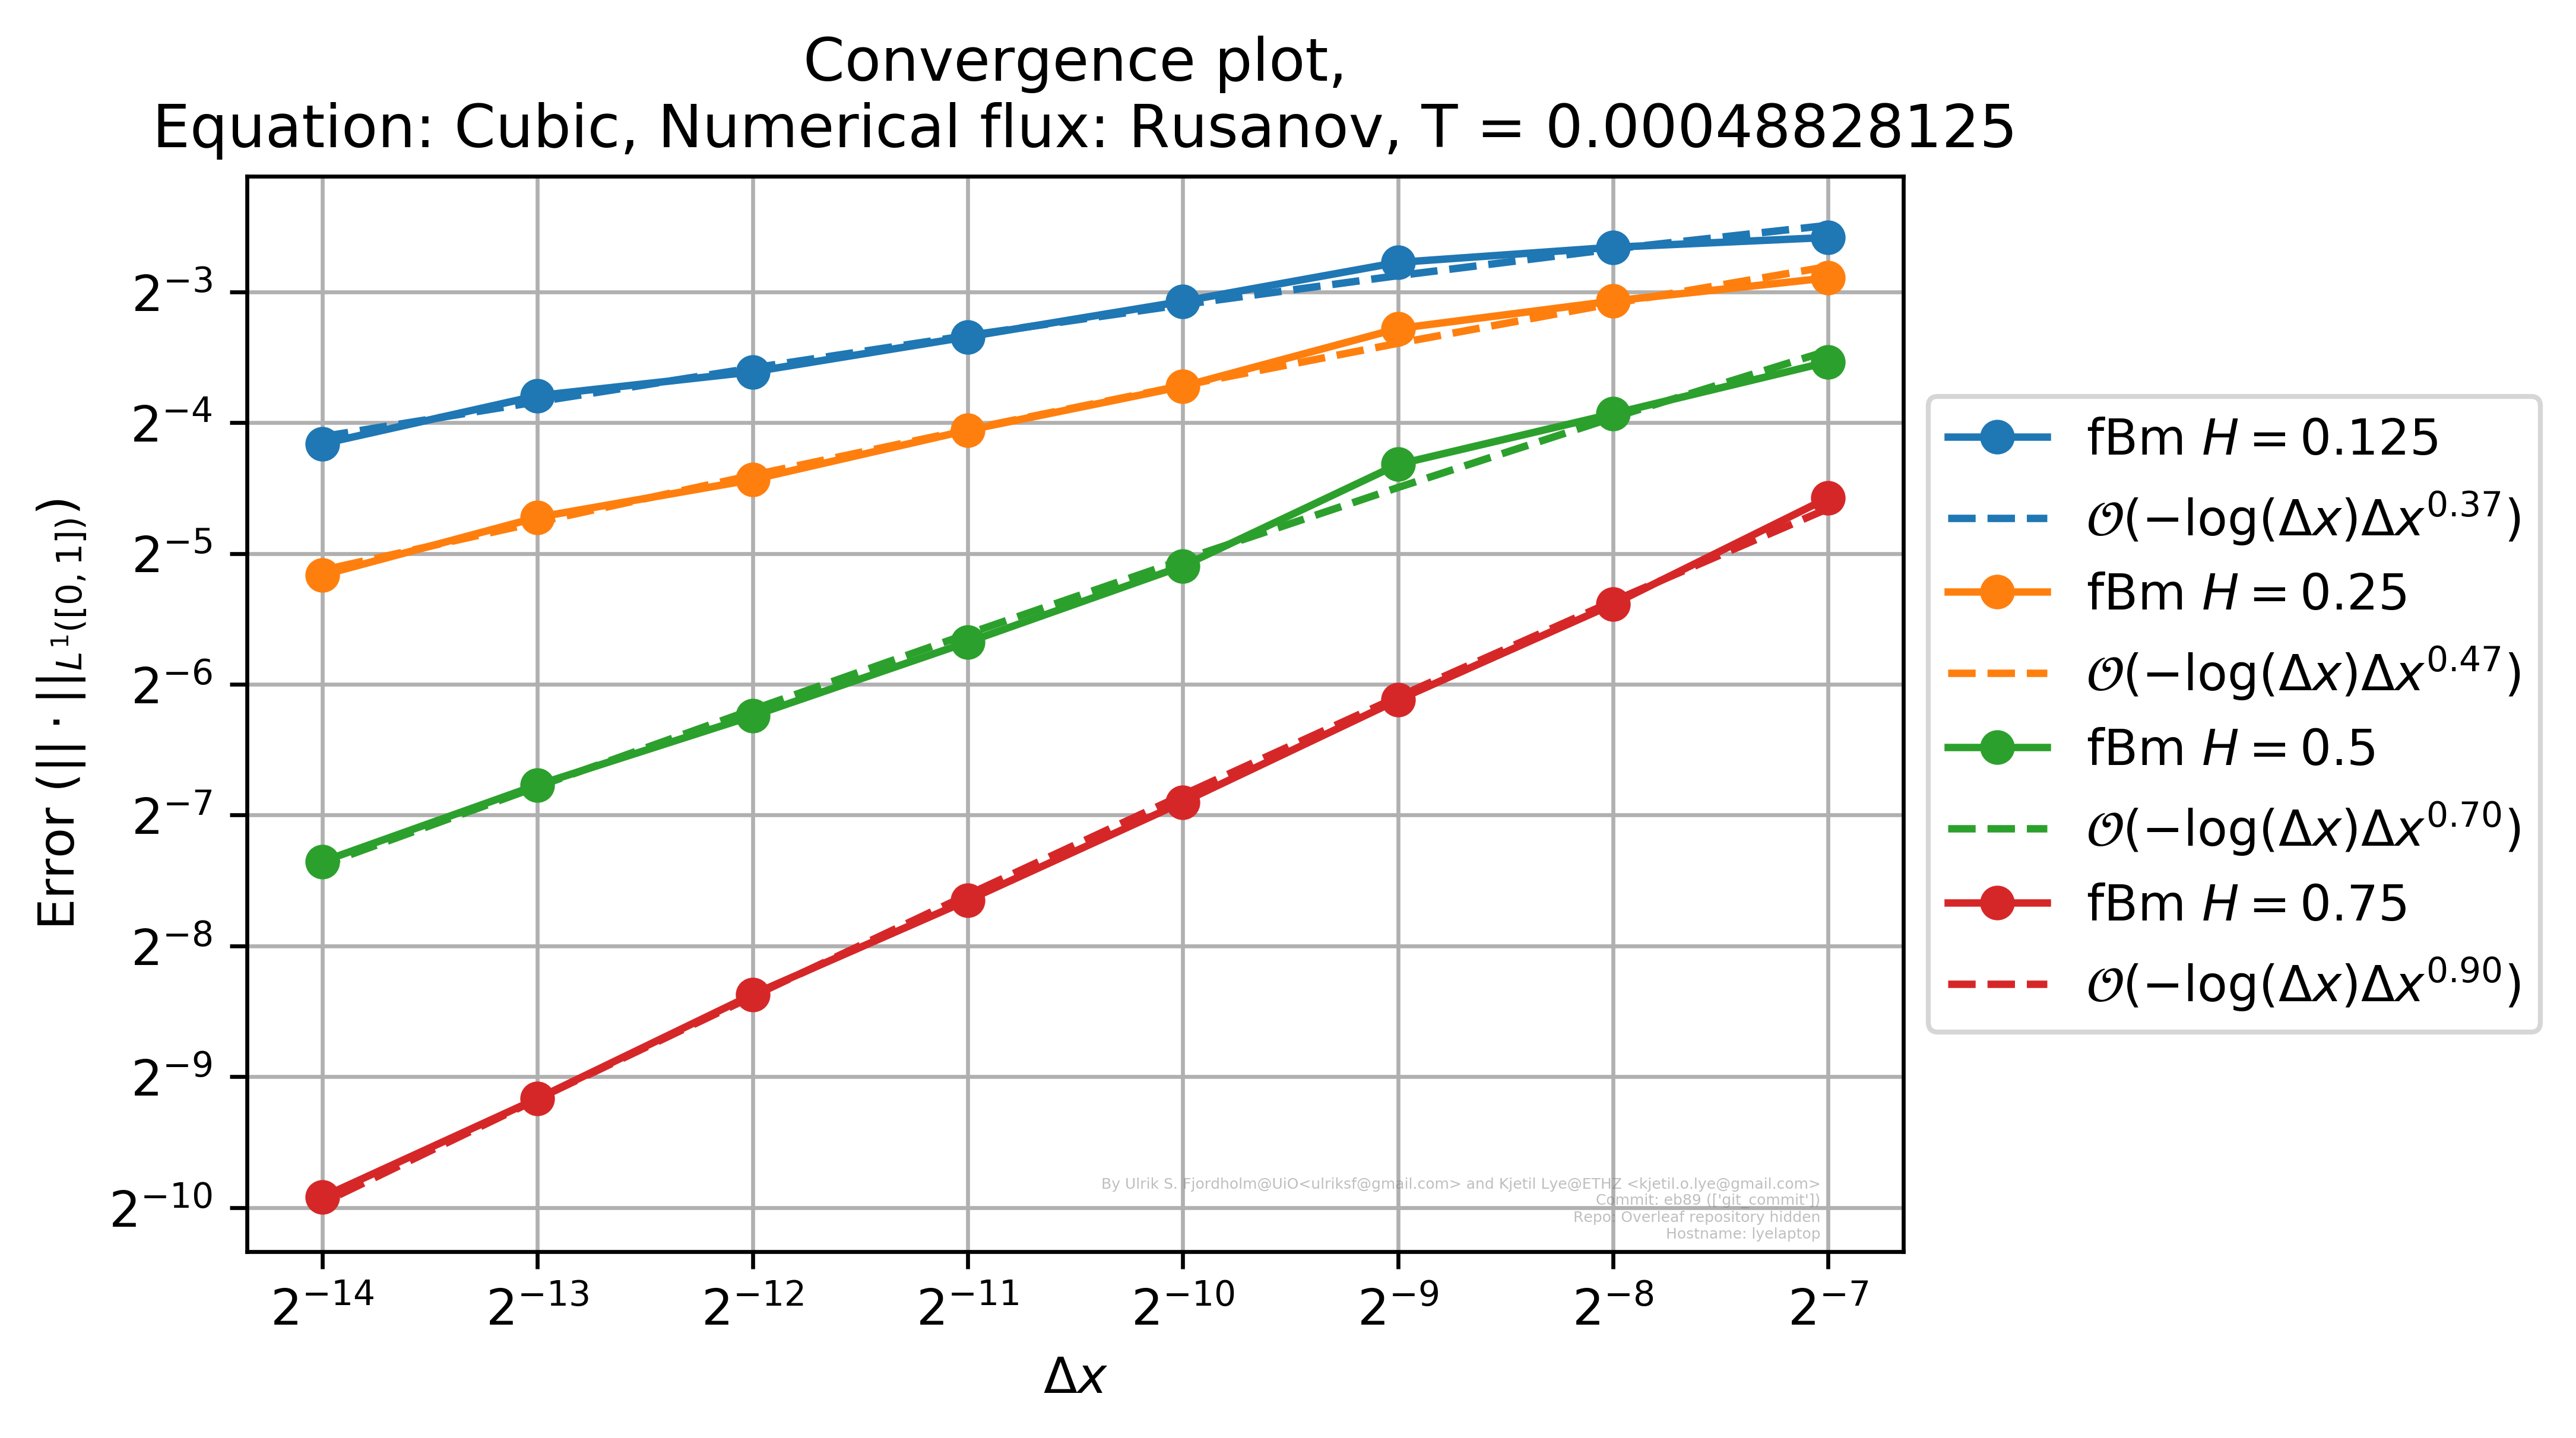 Convergence plot,
Equation: Cubic, Numerical flux: Rusanov, T = 0.00048828125
Error (|| · ||_{L^1([0, 1])})
2^{-3}
2^{-4}
2^{-5}
2^{-6}
2^{-7}
2^{-8}
2^{-9}
2^{-10}
2^{-14} 2^{-13} 2^{-12} 2^{-11} 2^{-10} 2^{-9} 2^{-8} 2^{-7}
Δx
fBm H = 0.125
𝒪(−log(Δx)Δx^{0.37})
fBm H = 0.25
𝒪(−log(Δx)Δx^{0.47})
fBm H = 0.5
𝒪(−log(Δx)Δx^{0.70})
fBm H = 0.75
𝒪(−log(Δx)Δx^{0.90})
By Ulrik S. Fjordholm@UiO<ulriksf@gmail.com> and Kjetil Lye@ETHZ <kjetil.o.lye@gmail.com>
Commit: eb89 (['git_commit'])
Repo: Overleaf repository hidden
Hostname: lyelaptop